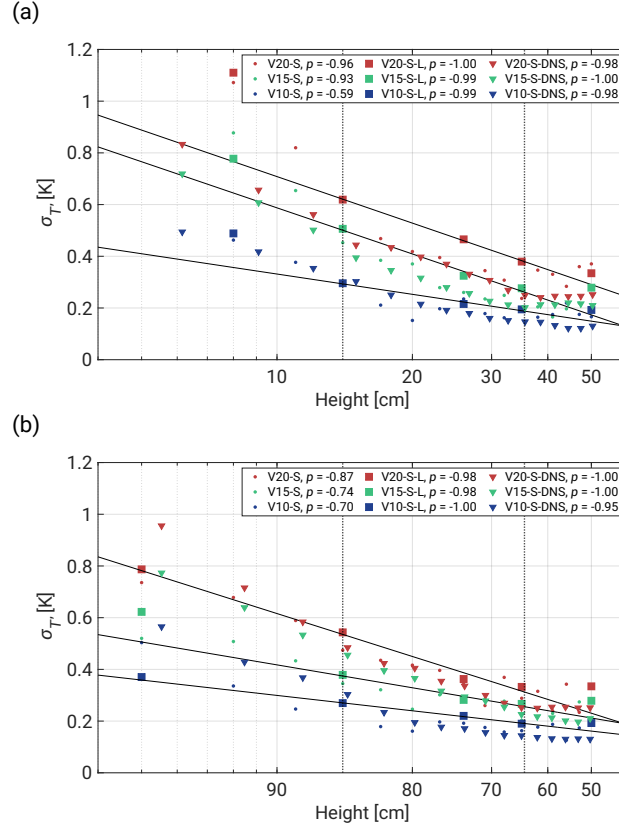 (a)
1.2
1
0.8
0.6
0.4
0.2
0
σT', [K]
V20-S, p = -0.96 V20-S-L, p = -1.00 V20-S-DNS, p = -0.98
V15-S, p = -0.93 V15-S-L, p = -0.99 V15-S-DNS, p = -1.00
V10-S, p = -0.59 V10-S-L, p = -0.99 V10-S-DNS, p = -0.98
10 20 30 40 50
Height [cm]
(b)
1.2
1
0.8
0.6
0.4
0.2
0
σT', [K]
V20-S, p = -0.87 V20-S-L, p = -0.98 V20-S-DNS, p = -1.00
V15-S, p = -0.74 V15-S-L, p = -0.98 V15-S-DNS, p = -1.00
V10-S, p = -0.70 V10-S-L, p = -1.00 V10-S-DNS, p = -0.95
90 80 70 60 50
Height [cm]